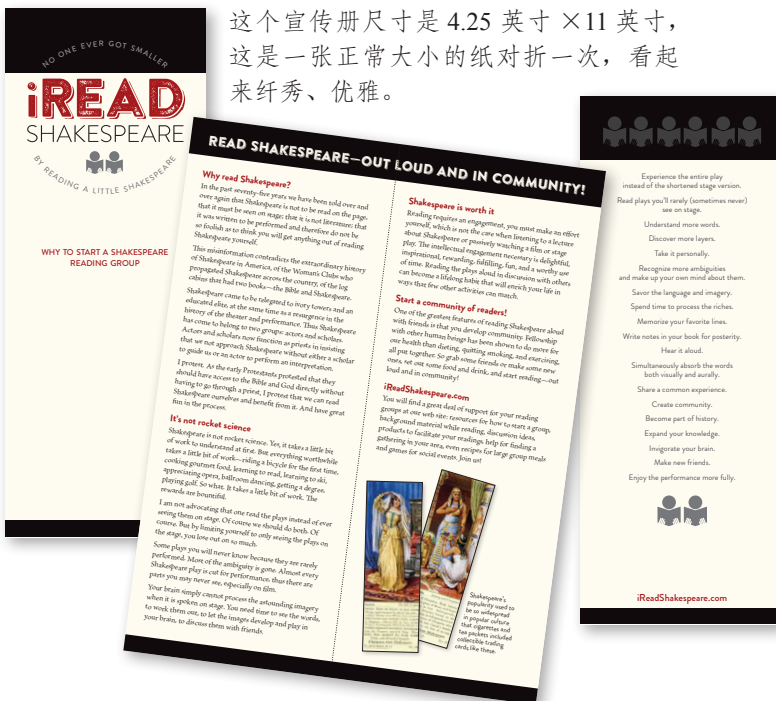 这个宣传册尺寸是 4.25 英寸 ×11 英寸，
这是一张正常大小的纸对折一次，看起
来纤秀、优雅。
NO ONE EVER GOT SMALLER
iREAD
SHAKESPEARE
BY READING A LITTLE SHAKESPEARE
WHY TO START A SHAKESPEARE
READING GROUP
READ SHAKESPEARE—OUT LOUD AND IN COMMUNITY!
Why read Shakespeare?
In the past seventy-five years we have been told over and
over again that Shakespeare is not to be read on the page,
that it must be seen on stage; that it is not literature; that
it was written to be performed and therefore do not be
so foolish as to think you will get anything out of reading
Shakespeare yourself.
This misinformation contradicts the extraordinary history
of Shakespeare in America, of the Woman's Clubs who
propagated Shakespeare across the country, of the log
cabins that had two books—the Bible and Shakespeare.
Shakespeare came to be relegated to ivory towers and an
educated elite, at the same time as a resurgence in the
history of the theater and performance. Thus Shakespeare
has come to belong to two groups: actors and scholars.
Actors and scholars now function as priests in insisting
that we not approach Shakespeare without either a scholar
to guide us or an actor to perform an interpretation.
I protest. As the early Protestants protested that they
should have access to the Bible and God directly without
having to go through a priest, I protest that we can read
Shakespeare ourselves and benefit from it. And have great
fun in the process.
It's not rocket science
Shakespeare is not rocket science. Yes, it takes a little bit
of work to understand at first. But everything worthwhile
takes a little bit of work—riding a bicycle for the first time,
cooking gourmet food, learning to read, learning to ski,
appreciating opera, ballroom dancing, getting a degree,
playing golf. So what. It takes a little bit of work. The
rewards are bountiful.
I am not advocating that one read the plays instead of ever
seeing them on stage. Of course we should do both. Of
course. But by limiting yourself to only seeing the plays on
the stage, you lose out on so much.
Some plays you will never know because they are rarely
performed. Most of the ambiguity is gone. Almost every
Shakespeare play is cut for performance, thus there are
parts you may never see, especially on film.
Your brain simply cannot process the astounding imagery
when it is spoken on stage. You need time to see the words,
to work them out, to let the images develop and play in
your brain, to discuss them with friends.
Shakespeare is worth it
Reading requires an engagement, you must make an effort
yourself, which is not the case when listening to a lecture
about Shakespeare or passively watching a film or stage
play. The intellectual engagement necessary is delightful,
inspirational, rewarding, fulfilling, fun, and a worthy use
of time. Reading the plays aloud in discussion with others
can become a lifelong habit that will enrich your life in
ways that few other activities can match.
Start a community of readers!
One of the greatest features of reading Shakespeare aloud
with friends is that you develop community. Fellowship
with other human beings has been shown to do more for
our health than dieting, quitting smoking, and exercising,
all put together. So grab some friends or make some new
ones, set out some food and drink, and start reading—out
loud and in community!
iReadShakespeare.com
You will find a great deal of support for your reading
groups at our web site: resources for how to start a group,
background material while reading, discussion ideas,
products to facilitate your readings, help for finding a
gathering in your area, even recipes for large group meals
and games for social events. Join us!
Shakespeare's
popularity used to
be so widespread
in popular culture
that cigarettes and
tea packets included
collectible trading
cards like these.
Experience the entire play
instead of the shortened stage version.
Read plays you'll rarely (sometimes never)
see on stage.
Understand more words.
Discover more layers.
Take it personally.
Recognize more ambiguities
and make up your own mind about them.
Savor the language and imagery.
Spend time to process the riches.
Memorize your favorite lines.
Write notes in your book for posterity.
Hear it aloud.
Simultaneously absorb the words
both visually and aurally.
Share a common experience.
Create community.
Become part of history.
Expand your knowledge.
Invigorate your brain.
Make new friends.
Enjoy the performance more fully.
iReadShakespeare.com